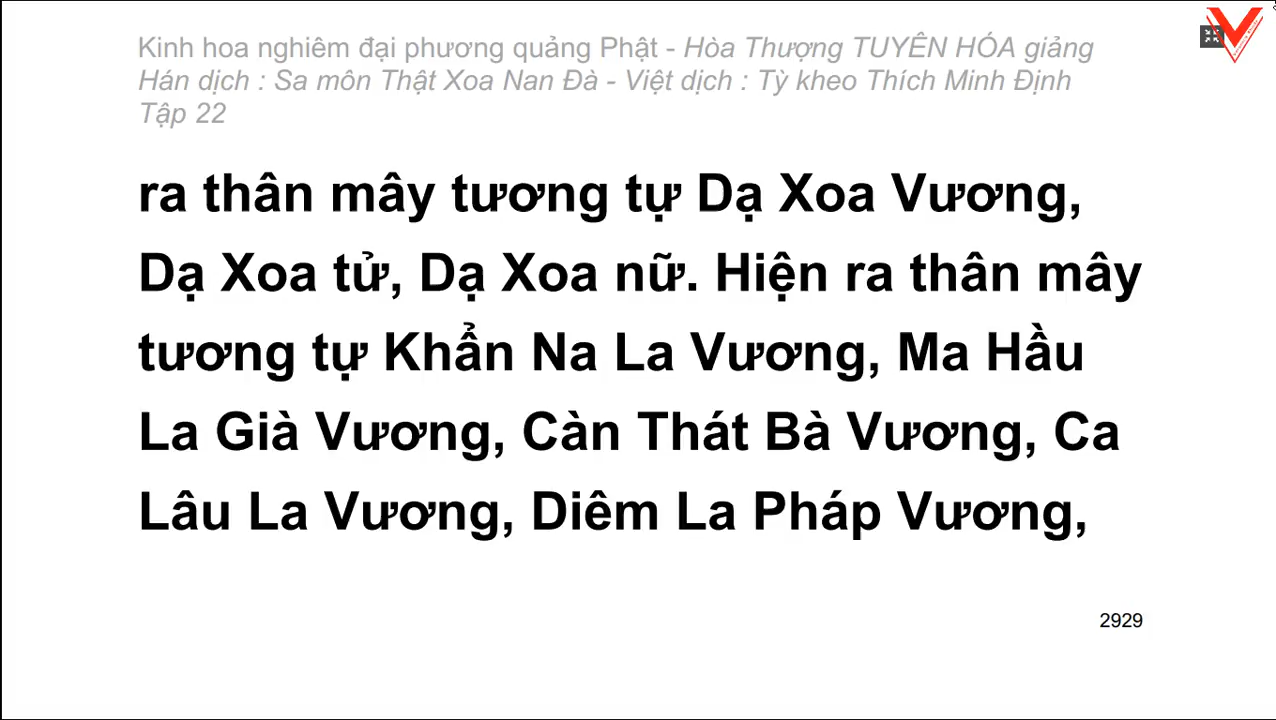 Kinh hoa nghiêm đại phương quảng Phật - Hòa Thượng TUYÊN HÓA giảng
Hán dịch : Sa môn Thật Xoa Nan Đà - Việt dịch : Tỳ kheo Thích Minh Định
Tập 22
ra thân mây tương tự Dạ Xoa Vương,
Dạ Xoa tử, Dạ Xoa nữ. Hiện ra thân mây
tương tự Khẩn Na La Vương, Ma Hầu
La Già Vương, Càn Thát Bà Vương, Ca
Lâu La Vương, Diêm La Pháp Vương,
2929